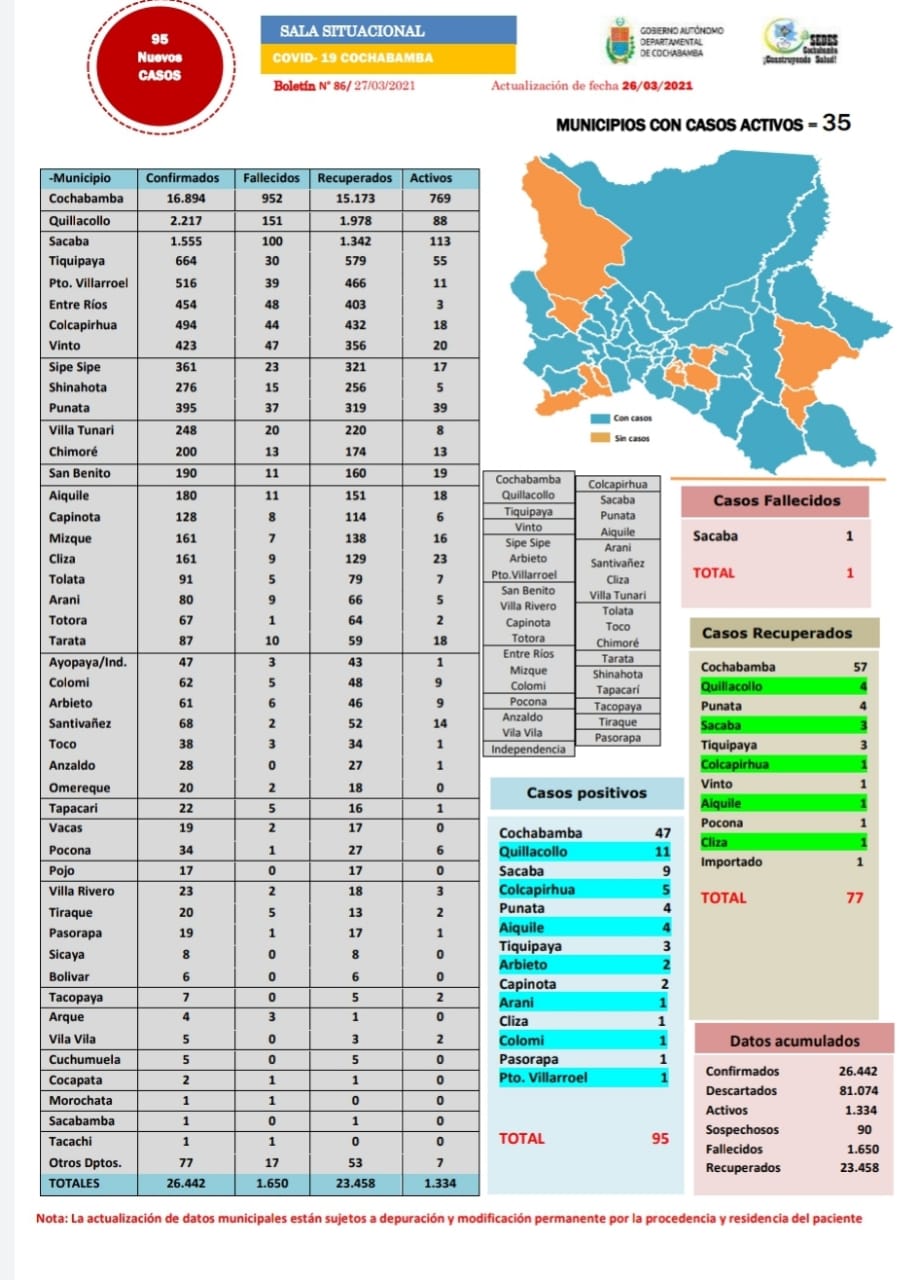 95
Nuevos
CASOS
SALA SITUACIONAL
COVID- 19 COCHABAMBA
Boletín N° 86/ 27/03/2021
Actualización de fecha 26/03/2021
GOBIERNO AUTÓNOMO
DEPARTAMENTAL
DE COCHABAMBA
SEDES
Cochabamba
¡Construyendo Salud!
MUNICIPIOS CON CASOS ACTIVOS = 35
-Municipio Confirmados Fallecidos Recuperados Activos
Cochabamba 16.894 952 15.173 769
Quillacollo 2.217 151 1.978 88
Sacaba 1.555 100 1.342 113
Tiquipaya 664 30 579 55
Pto. Villarroel 516 39 466 11
Entre Ríos 454 48 403 3
Colcapirhua 494 44 432 18
Vinto 423 47 356 20
Sipe Sipe 361 23 321 17
Shinahota 276 15 256 5
Punata 395 37 319 39
Villa Tunari 248 20 220 8
Chimoré 200 13 174 13
San Benito 190 11 160 19
Aiquile 180 11 151 18
Capinota 128 8 114 6
Mizque 161 7 138 16
Cliza 161 9 129 23
Tolata 91 5 79 7
Arani 80 9 66 5
Totora 67 1 64 2
Tarata 87 10 59 18
Ayopaya/Ind. 47 3 43 1
Colomi 62 5 48 9
Arbieto 61 6 46 9
Santivañez 68 2 52 14
Toco 38 3 34 1
Anzaldo 28 0 27 1
Omereque 20 2 18 0
Tapacari 22 5 16 1
Vacas 19 2 17 0
Pocona 34 1 27 6
Pojo 17 0 17 0
Villa Rivero 23 2 18 3
Tiraque 20 5 13 2
Pasorapa 19 1 17 1
Sicaya 8 0 8 0
Bolivar 6 0 6 0
Tacopaya 7 0 5 2
Arque 4 3 1 0
Vila Vila 5 0 3 2
Cuchumuela 5 0 5 0
Cocapata 2 1 1 0
Morochata 1 1 0 0
Sacabamba 1 0 1 0
Tacachi 1 1 0 0
Otros Dptos. 77 17 53 7
TOTALES 26.442 1.650 23.458 1.334
Con casos
Sin casos
Cochabamba
Quillacollo
Tiquipaya
Vinto
Sipe Sipe
Arbieto
Pto.Villarroel
San Benito
Villa Rivero
Capinota
Totora
Entre Ríos
Mizque
Colomi
Pocona
Anzaldo
Vila Vila
Independencia
Colcapirhua
Sacaba
Punata
Aiquile
Arani
Santivañez
Cliza
Villa Tunari
Tolata
Toco
Chimoré
Tarata
Shinahota
Tapacarí
Tacopaya
Tiraque
Pasorapa
Casos Fallecidos
Sacaba 1
TOTAL 1
Casos Recuperados
Cochabamba 57
Quillacollo 4
Punata 4
Sacaba 3
Tiquipaya 3
Colcapirhua 1
Vinto 1
Aiquile 1
Pocona 1
Cliza 1
Importado 1
TOTAL 77
Casos positivos
Cochabamba 47
Quillacollo 11
Sacaba 9
Colcapirhua 5
Punata 4
Aiquile 4
Tiquipaya 3
Arbieto 2
Capinota 2
Arani 1
Cliza 1
Colomi 1
Pasorapa 1
Pto. Villarroel 1
TOTAL 95
Datos acumulados
Confirmados 26.442
Descartados 81.074
Activos 1.334
Sospechosos 90
Fallecidos 1.650
Recuperados 23.458
Nota: La actualización de datos municipales están sujetos a depuración y modificación permanente por la procedencia y residencia del paciente